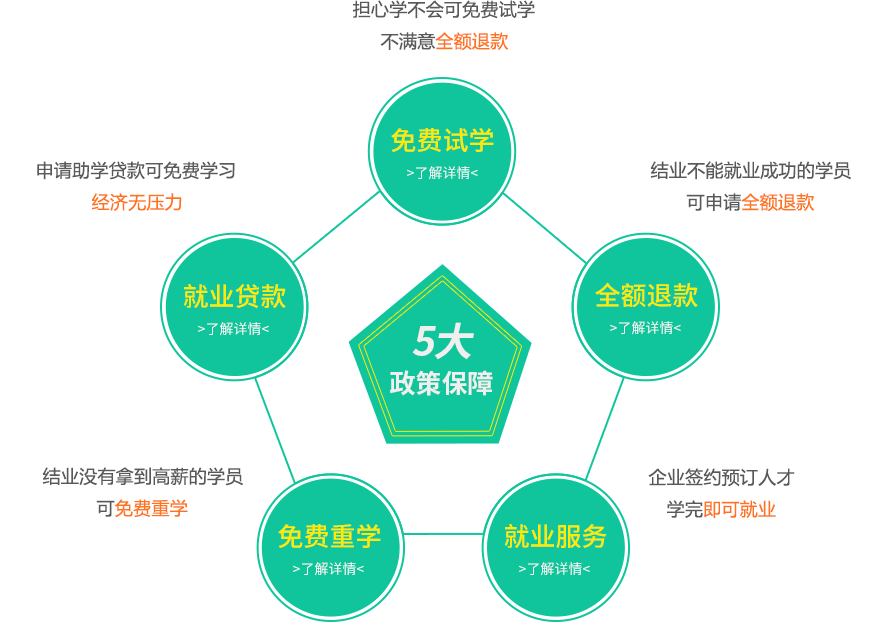 担心学不会可免费试学
不满意全额退款
免费试学
>了解详情<
申请助学贷款可免费学习
经济无压力
结业不能就业成功的学员
可申请全额退款
就业贷款
>了解详情<
全额退款
>了解详情<
5大
政策保障
结业没有拿到高薪的学员
可免费重学
企业签约预订人才
学完即可就业
免费重学
>了解详情<
就业服务
>了解详情<